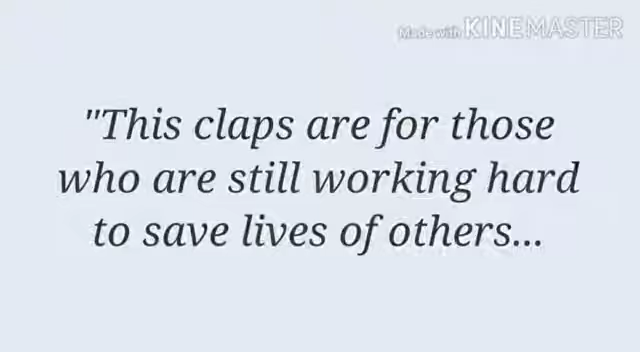 Made with KINEMASTER
"This claps are for those
who are still working hard
to save lives of others...